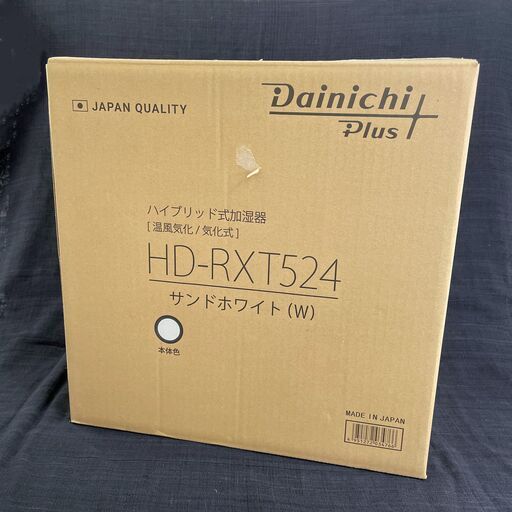 JAPAN QUALITY
Dainichi
Plus
ハイブリッド式加湿器
[ 温風気化 / 気化式 ]
HD-RXT524
サンドホワイト (W)
本体色
MADE IN JAPAN